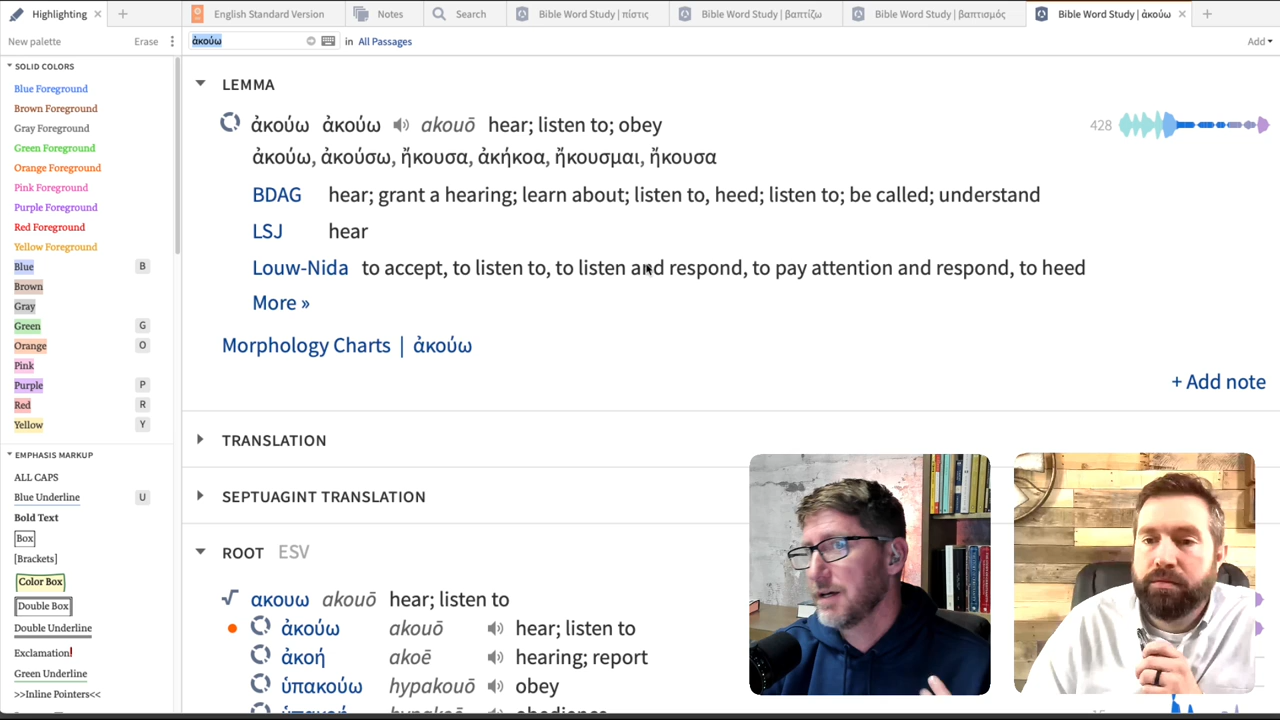 Highlighting
English Standard Version
Notes
Search
Bible Word Study | πίστις
Bible Word Study | βαπτίζω
Bible Word Study | βαπτισμός
Bible Word Study | ἀκούω
New palette
Erase
ἀκούω
in All Passages
Add
SOLID COLORS
Blue Foreground
Brown Foreground
Gray Foreground
Green Foreground
Orange Foreground
Pink Foreground
Purple Foreground
Red Foreground
Yellow Foreground
Blue B
Brown
Gray
Green G
Orange O
Pink
Purple P
Red R
Yellow Y
EMPHASIS MARKUP
ALL CAPS
Blue Underline U
Bold Text
Box
[Brackets]
Color Box
Double Box
Double Underline
Exclamation!
Green Underline
>>Inline Pointers<<
LEMMA
ἀκούω ἀκούω akouō hear; listen to; obey
428
ἀκούω, ἀκούσω, ἤκουσα, ἀκήκοα, ἤκουσμαι, ἤκουσα
BDAG hear; grant a hearing; learn about; listen to, heed; listen to; be called; understand
LSJ hear
Louw-Nida to accept, to listen to, to listen and respond, to pay attention and respond, to heed
More »
Morphology Charts | ἀκούω
+ Add note
TRANSLATION
SEPTUAGINT TRANSLATION
ROOT ESV
ακουω akouō hear; listen to
ἀκούω akouō hear; listen to
ἀκοή akoē hearing; report
ὑπακούω hypakouō obey
ὑπακοή hypakoē obedience